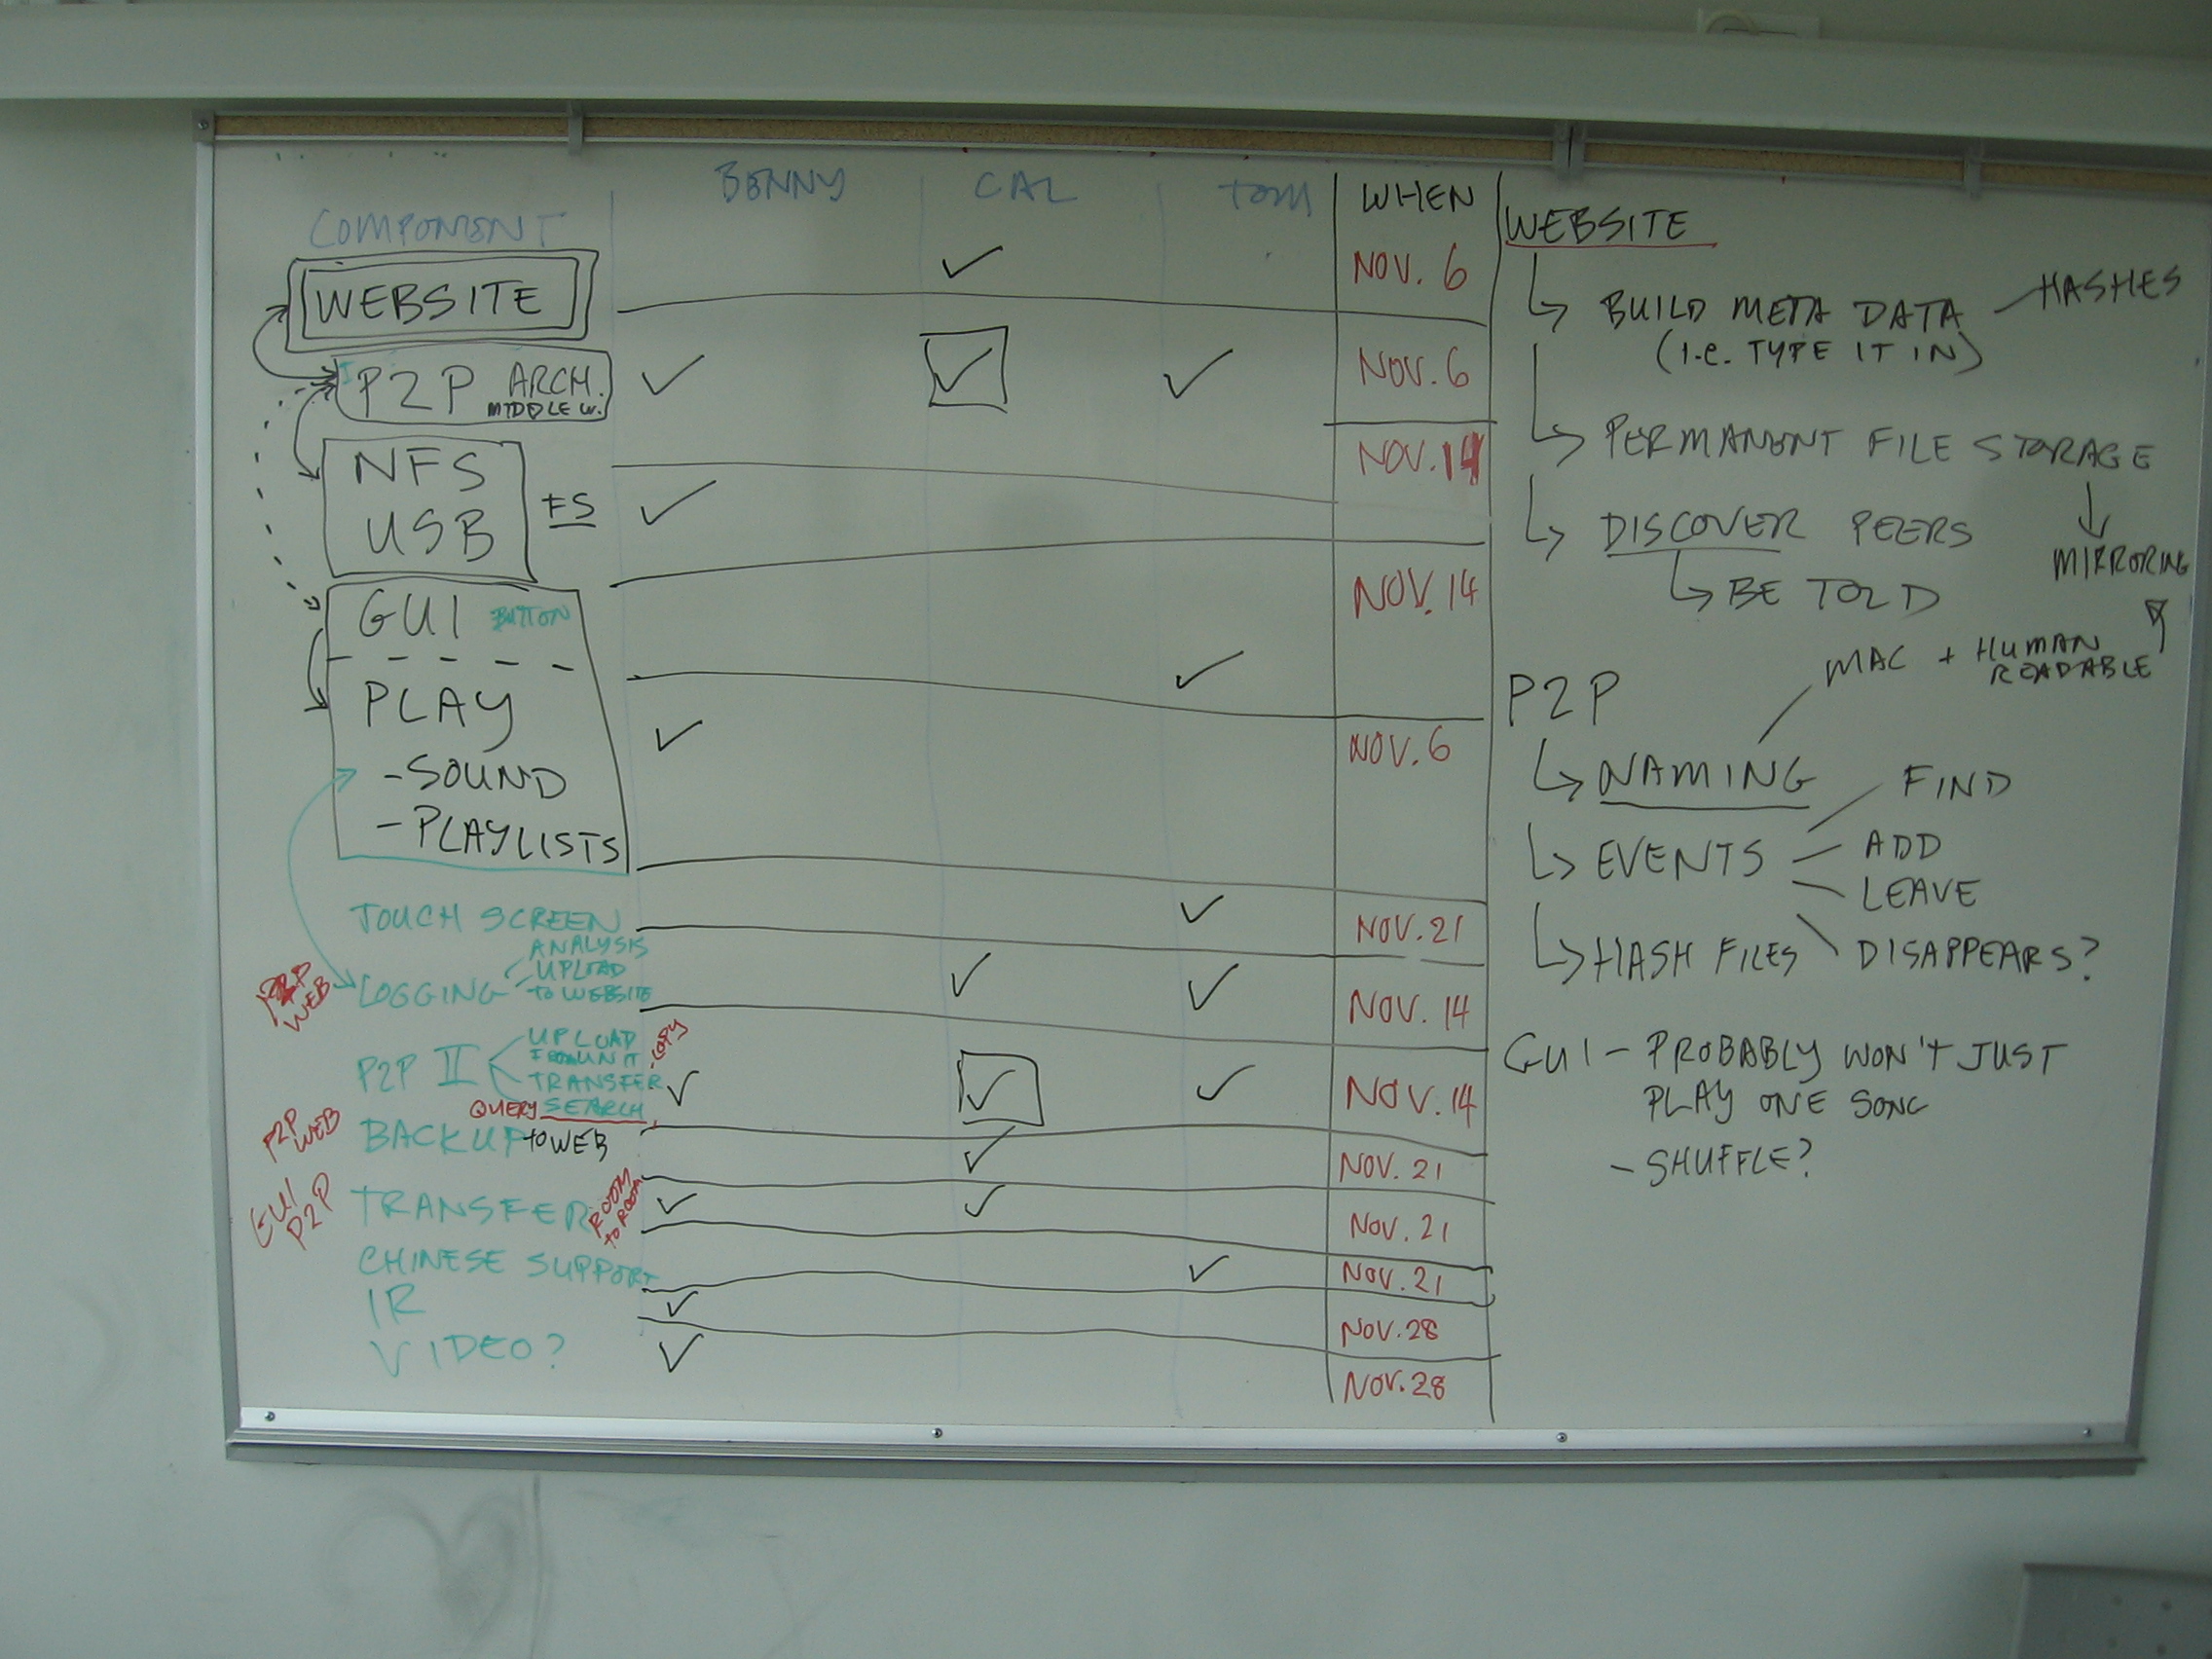 COMPONENT BENNY CAL TOM WHEN
WEBSITE ✓ NOV. 6
P2P ARCH. ✓ ✓ ✓ NOV. 6
MIDDLE W.
NFS NOV. 14
USB FS ✓
GUI BUTTON ✓ NOV. 14
PLAY ✓ NOV. 6
- SOUND
- PLAYLISTS
TOUCH SCREEN ✓ NOV. 21
P2P
WEB
LOGGING ✓ ✓ NOV. 14
ANALYSIS
UPLOAD
TO WEBSITE
P2P II ✓ ✓ ✓ NOV. 14
UPLOAD
FROM UNIT
TRANSFER - COPY
QUERY SEARCH
P2P
WEB
BACKUP TO WEB ✓ NOV. 21
GUI
P2P
TRANSFER ✓ ✓ NOV. 21
ROOM
TO ROOM
CHINESE SUPPORT ✓ NOV. 21
IR ✓ NOV. 28
VIDEO? ✓ NOV. 28
WEBSITE
BUILD META DATA - HASHES
(I.e. TYPE IT IN)
PERMANENT FILE STORAGE
MIRRORING
DISCOVER PEERS
BE TOLD
P2P
MAC + HUMAN
READABLE
NAMING
EVENTS
FIND
ADD
LEAVE
DISAPPEARS?
HASH FILES
GUI - PROBABLY WON'T JUST
PLAY ONE SONG
- SHUFFLE?